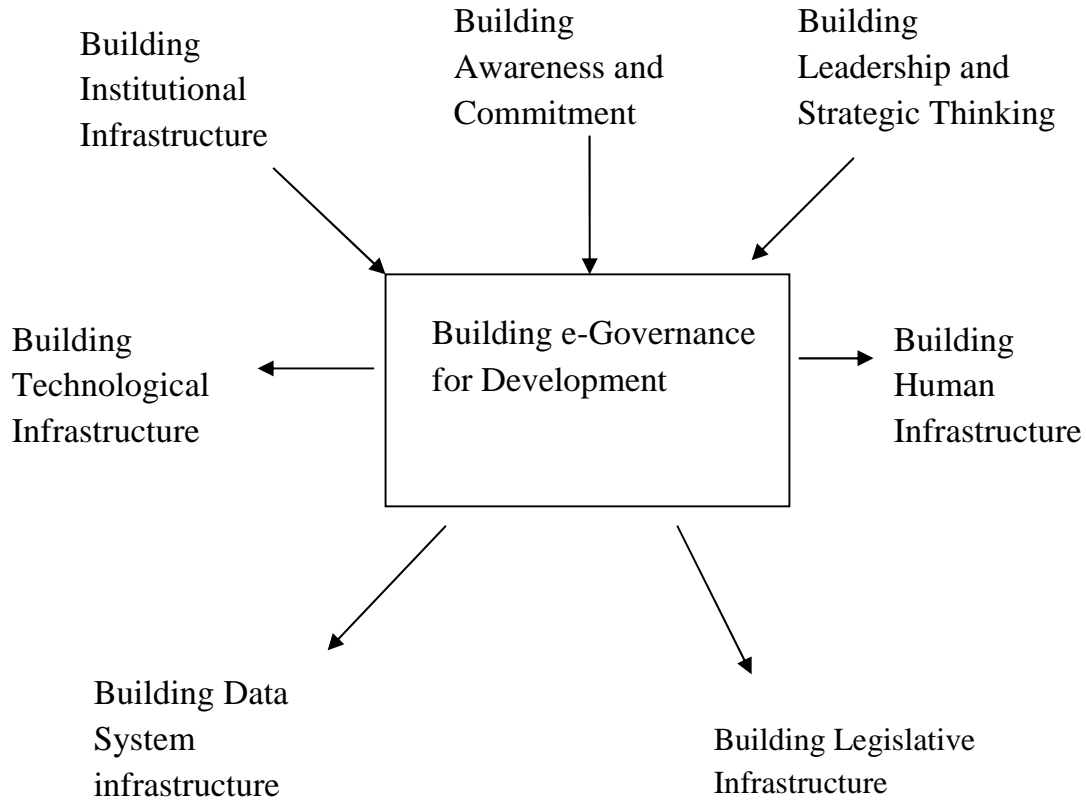 Building
Institutional
Infrastructure
Building
Awareness and
Commitment
Building
Leadership and
Strategic Thinking
Building e-Governance
for Development
Building
Technological
Infrastructure
Building
Human
Infrastructure
Building Data
System
infrastructure
Building Legislative
Infrastructure